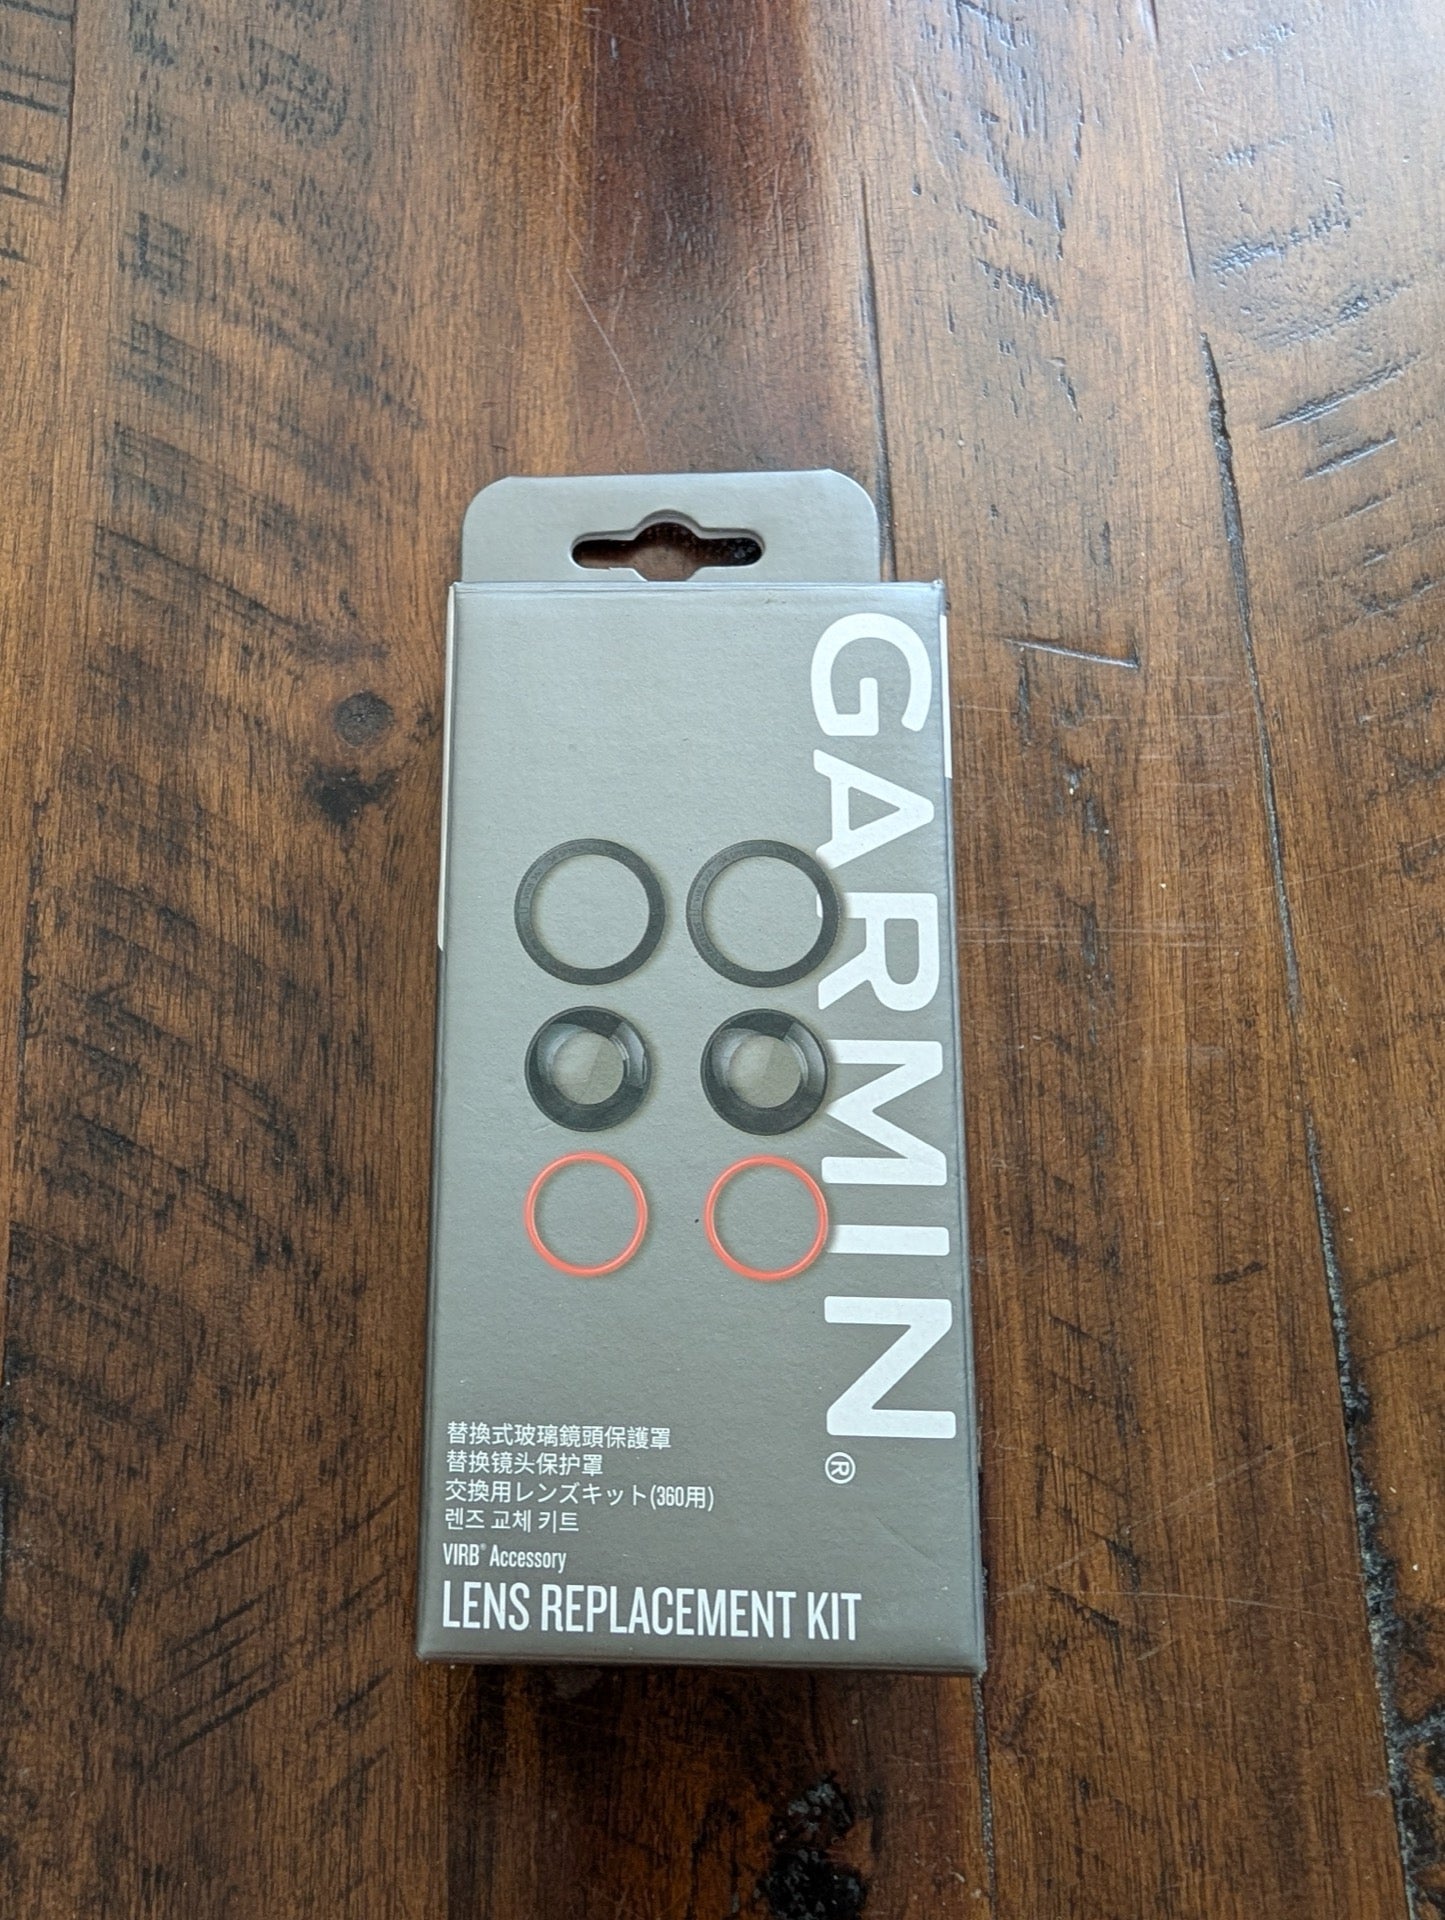 GARMIN®
替換式玻璃鏡頭保護罩
替换镜头保护罩
交換用レンズキット(360用)
렌즈 교체 키트
VIRB® Accessory
LENS REPLACEMENT KIT